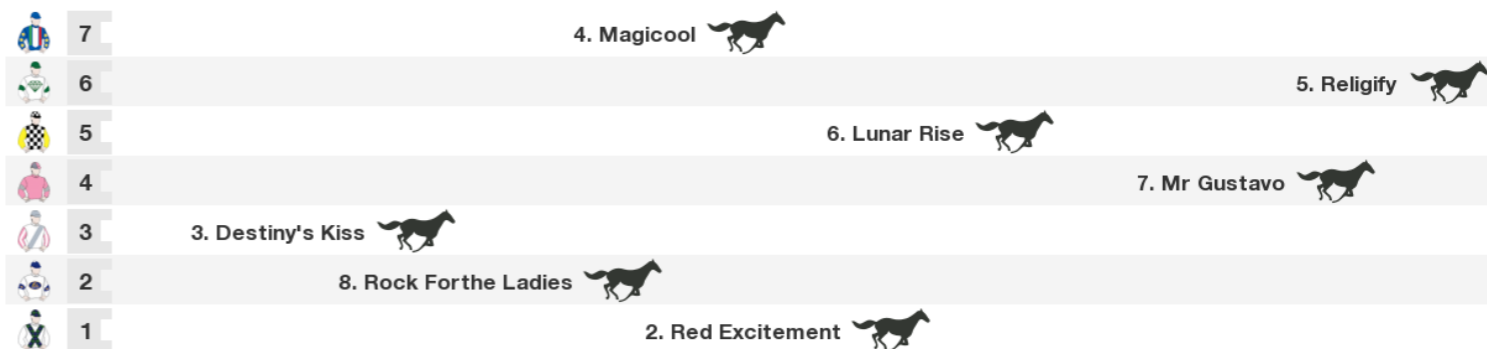 7 4. Magicool
6 5. Religify
5 6. Lunar Rise
4 7. Mr Gustavo
3 3. Destiny's Kiss
2 8. Rock Forthe Ladies
1 2. Red Excitement